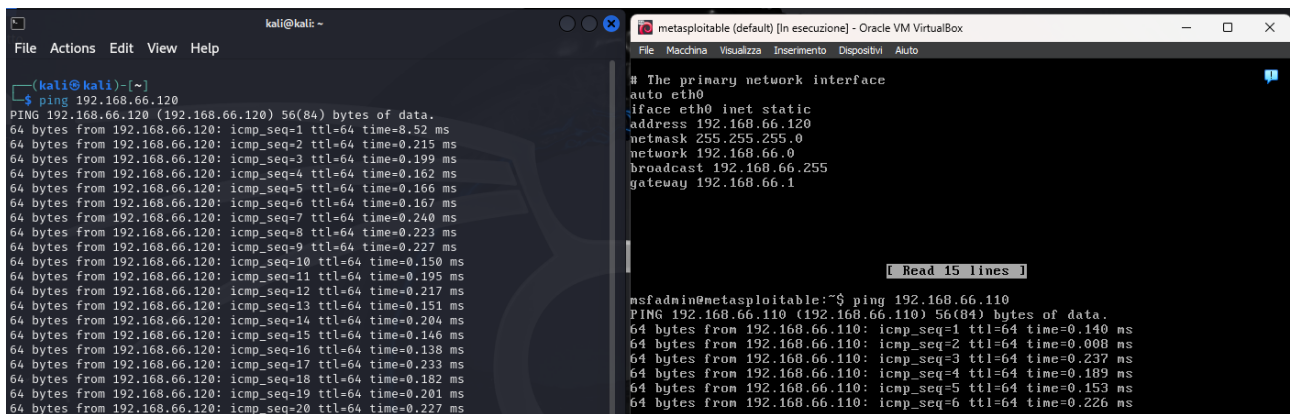 kali@kali: ~
File Actions Edit View Help
(kali㉿kali)-[~]
$ ping 192.168.66.120
PING 192.168.66.120 (192.168.66.120) 56(84) bytes of data.
64 bytes from 192.168.66.120: icmp_seq=1 ttl=64 time=8.52 ms
64 bytes from 192.168.66.120: icmp_seq=2 ttl=64 time=0.215 ms
64 bytes from 192.168.66.120: icmp_seq=3 ttl=64 time=0.199 ms
64 bytes from 192.168.66.120: icmp_seq=4 ttl=64 time=0.162 ms
64 bytes from 192.168.66.120: icmp_seq=5 ttl=64 time=0.166 ms
64 bytes from 192.168.66.120: icmp_seq=6 ttl=64 time=0.167 ms
64 bytes from 192.168.66.120: icmp_seq=7 ttl=64 time=0.240 ms
64 bytes from 192.168.66.120: icmp_seq=8 ttl=64 time=0.223 ms
64 bytes from 192.168.66.120: icmp_seq=9 ttl=64 time=0.227 ms
64 bytes from 192.168.66.120: icmp_seq=10 ttl=64 time=0.150 ms
64 bytes from 192.168.66.120: icmp_seq=11 ttl=64 time=0.195 ms
64 bytes from 192.168.66.120: icmp_seq=12 ttl=64 time=0.217 ms
64 bytes from 192.168.66.120: icmp_seq=13 ttl=64 time=0.151 ms
64 bytes from 192.168.66.120: icmp_seq=14 ttl=64 time=0.204 ms
64 bytes from 192.168.66.120: icmp_seq=15 ttl=64 time=0.146 ms
64 bytes from 192.168.66.120: icmp_seq=16 ttl=64 time=0.138 ms
64 bytes from 192.168.66.120: icmp_seq=17 ttl=64 time=0.233 ms
64 bytes from 192.168.66.120: icmp_seq=18 ttl=64 time=0.182 ms
64 bytes from 192.168.66.120: icmp_seq=19 ttl=64 time=0.201 ms
64 bytes from 192.168.66.120: icmp_seq=20 ttl=64 time=0.227 ms
metasploitable (default) [In esecuzione] - Oracle VM VirtualBox
File Macchina Visualizza Inserimento Dispositivi Aiuto
# The primary network interface
auto eth0
iface eth0 inet static
address 192.168.66.120
netmask 255.255.255.0
network 192.168.66.0
broadcast 192.168.66.255
gateway 192.168.66.1
[ Read 15 lines ]
msfadmin@metasploitable:~$ ping 192.168.66.110
PING 192.168.66.110 (192.168.66.110) 56(84) bytes of data.
64 bytes from 192.168.66.110: icmp_seq=1 ttl=64 time=0.140 ms
64 bytes from 192.168.66.110: icmp_seq=2 ttl=64 time=0.008 ms
64 bytes from 192.168.66.110: icmp_seq=3 ttl=64 time=0.237 ms
64 bytes from 192.168.66.110: icmp_seq=4 ttl=64 time=0.189 ms
64 bytes from 192.168.66.110: icmp_seq=5 ttl=64 time=0.153 ms
64 bytes from 192.168.66.110: icmp_seq=6 ttl=64 time=0.226 ms